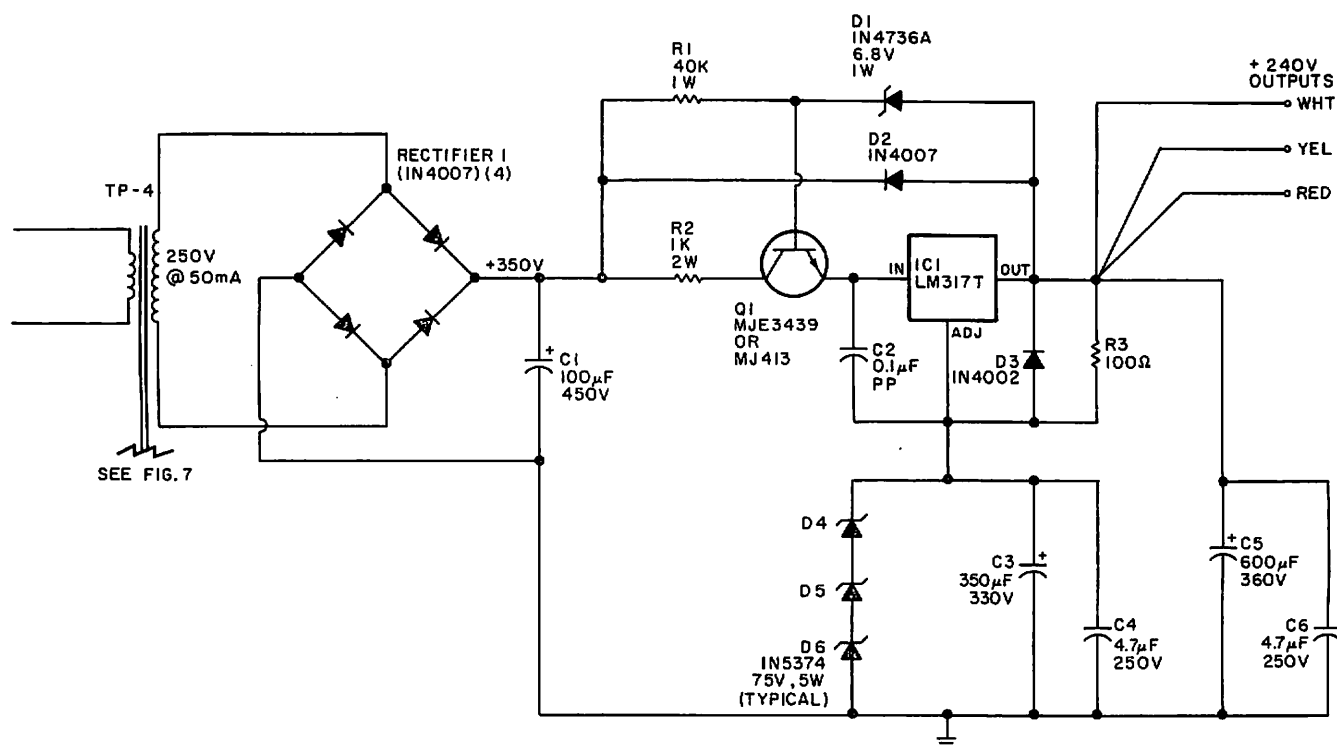 D1
IN4736A
6.8V
1W
R1
40K
1W
+ 240V
OUTPUTS
WHT
D2
IN4007
YEL
RECTIFIER 1
(IN4007)(4)
TP-4
RED
R2
1K
2W
250V
@ 50mA
+350V
IN
IC1
LM317T
OUT
ADJ
Q1
MJE3439
OR
MJ413
+
C1
100µF
450V
C2
0.1µF
PP
D3
IN4002
R3
100Ω
SEE FIG.7
D4
D5
D6
IN5374
75V, 5W
(TYPICAL)
+
C3
350µF
330V
C4
4.7µF
250V
+
C5
600µF
360V
C6
4.7µF
250V